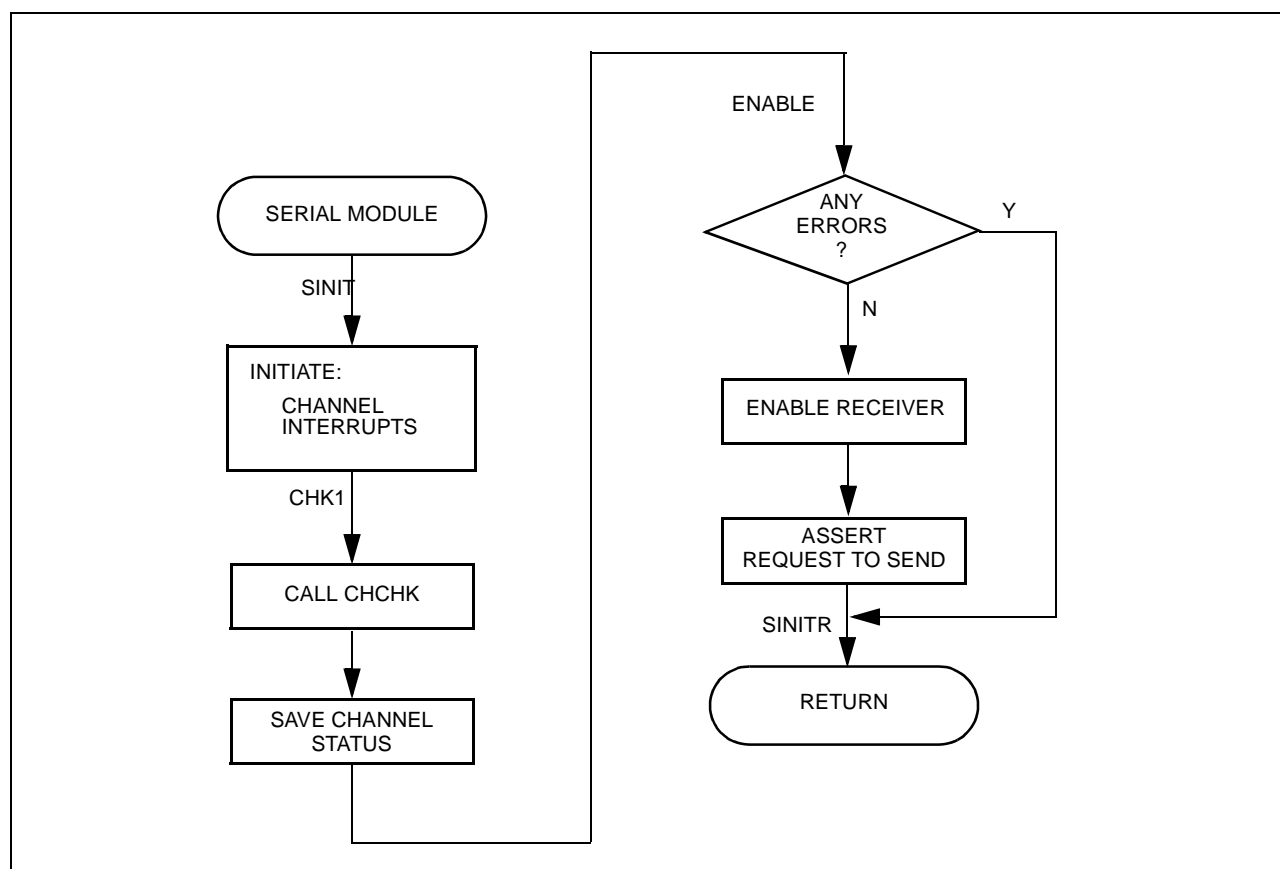 SERIAL MODULE
SINIT
INITIATE:
CHANNEL
INTERRUPTS
CHK1
CALL CHCHK
SAVE CHANNEL
STATUS
ENABLE
ANY
ERRORS
?
Y
N
ENABLE RECEIVER
ASSERT
REQUEST TO SEND
SINITR
RETURN